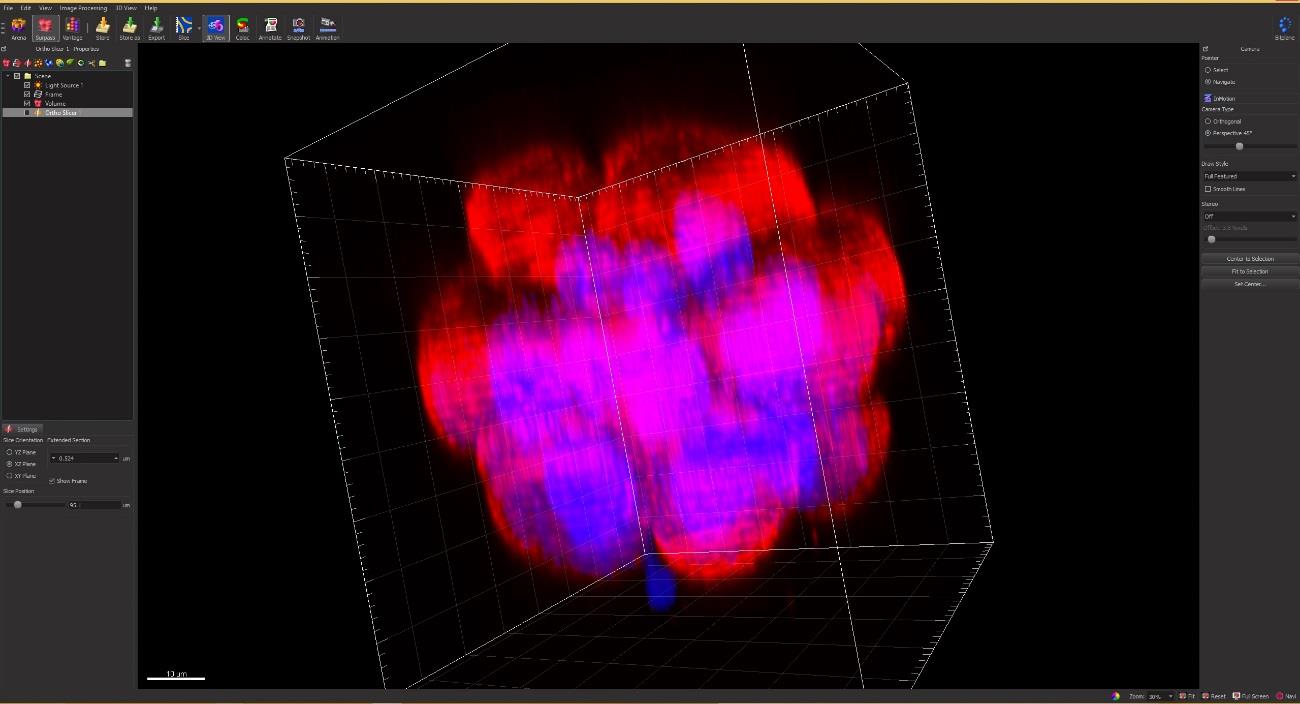 File Edit View Image Processing 3D View Help
Arena Surpass Vantage Store Store as Export Slice 3D View Coloc Annotate Snapshot Animation Bitplane
Ortho Slicer 1 - Properties
Scene
Light Source 1
Frame
Volume
Ortho Slicer
Settings
Slice Orientation Extended Section
YZ Plane
XZ Plane
XY Plane
0.524 um
Show Frame
Slice Position
95. um
10 um
Camera
Pointer
Select
Navigate
InMotion
Camera Type
Orthogonal
Perspective 45°
Draw Style
Full Featured
Smooth Lines
Stereo
Off
Offset: 3.8 Voxels
Center to Selection
Fit to Selection
Set Center...
Zoom: 30% Fit Reset Full Screen Navi